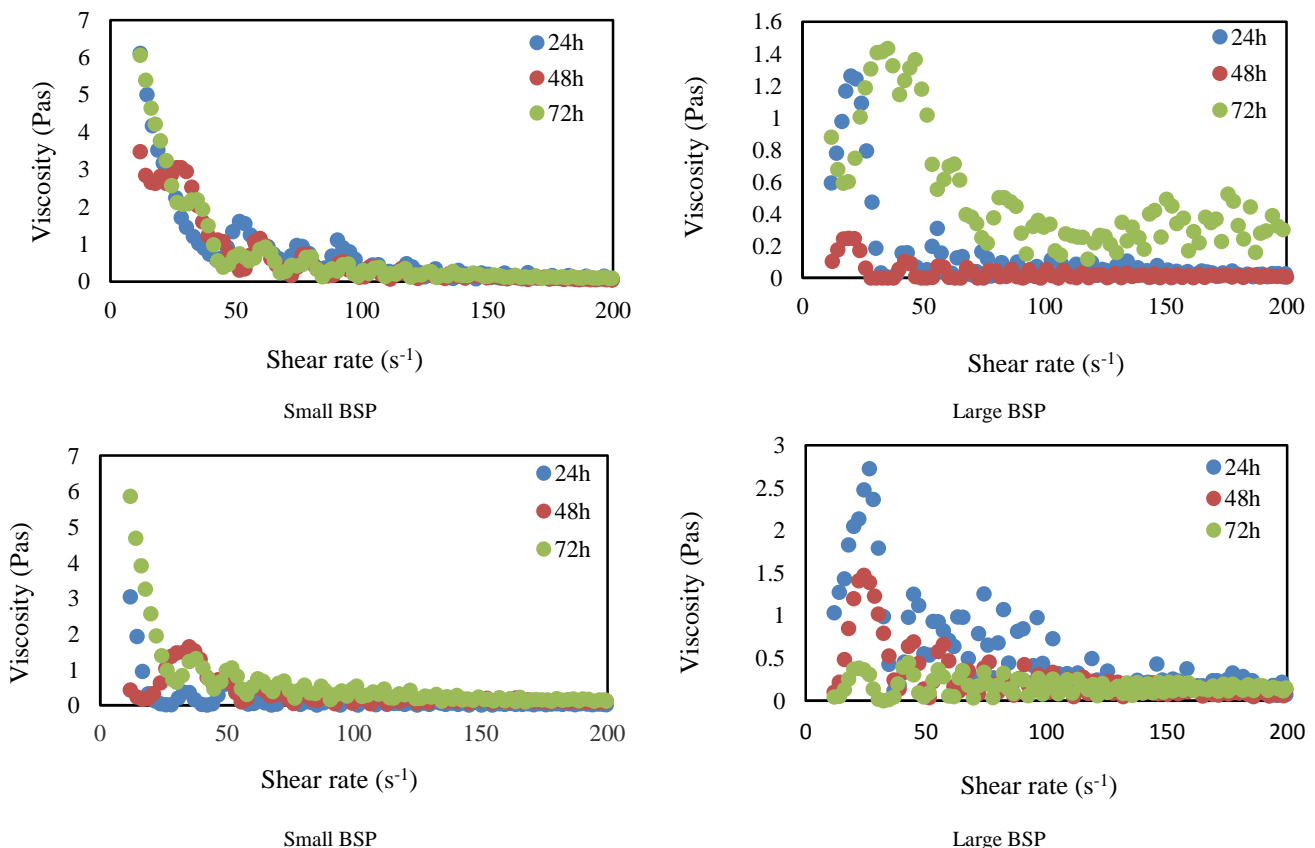 7
6
5
4
3
2
1
0
0
50
100
150
200
Viscosity (Pas)
Shear rate (s-1)
24h
48h
72h
Small BSP
1.6
1.4
1.2
1
0.8
0.6
0.4
0.2
0
0
50
100
150
200
Viscosity (Pas)
Shear rate (s-1)
24h
48h
72h
Large BSP
7
6
5
4
3
2
1
0
0
50
100
150
200
Viscosity (Pas)
Shear rate (s-1)
24h
48h
72h
Small BSP
3
2.5
2
1.5
1
0.5
0
0
50
100
150
200
Viscosity (Pas)
Shear rate (s-1)
24h
48h
72h
Large BSP